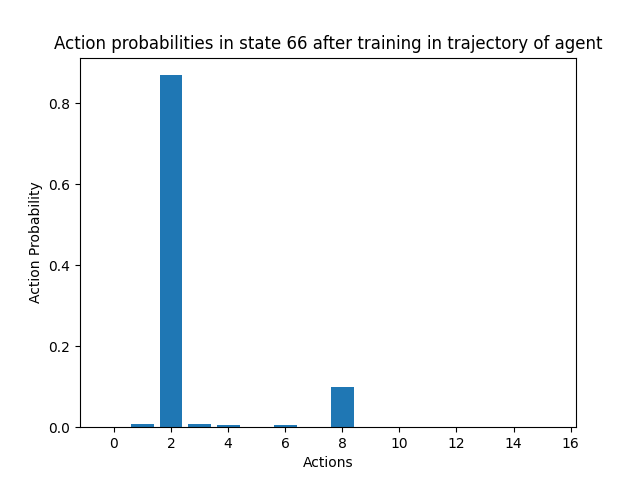 Action probabilities in state 66 after training in trajectory of agent
Action Probability
0.8
0.6
0.4
0.2
0.0
0 2 4 6 8 10 12 14 16
Actions